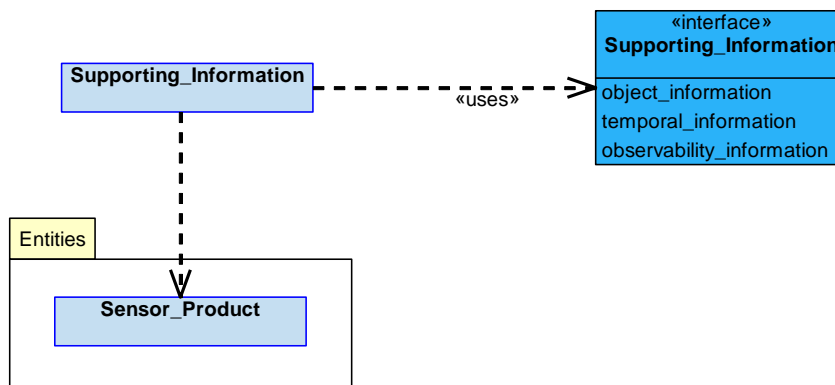 «interface»
Supporting_Information
Supporting_Information
«uses»
object_information
temporal_information
observability_information
Entities
Sensor_Product